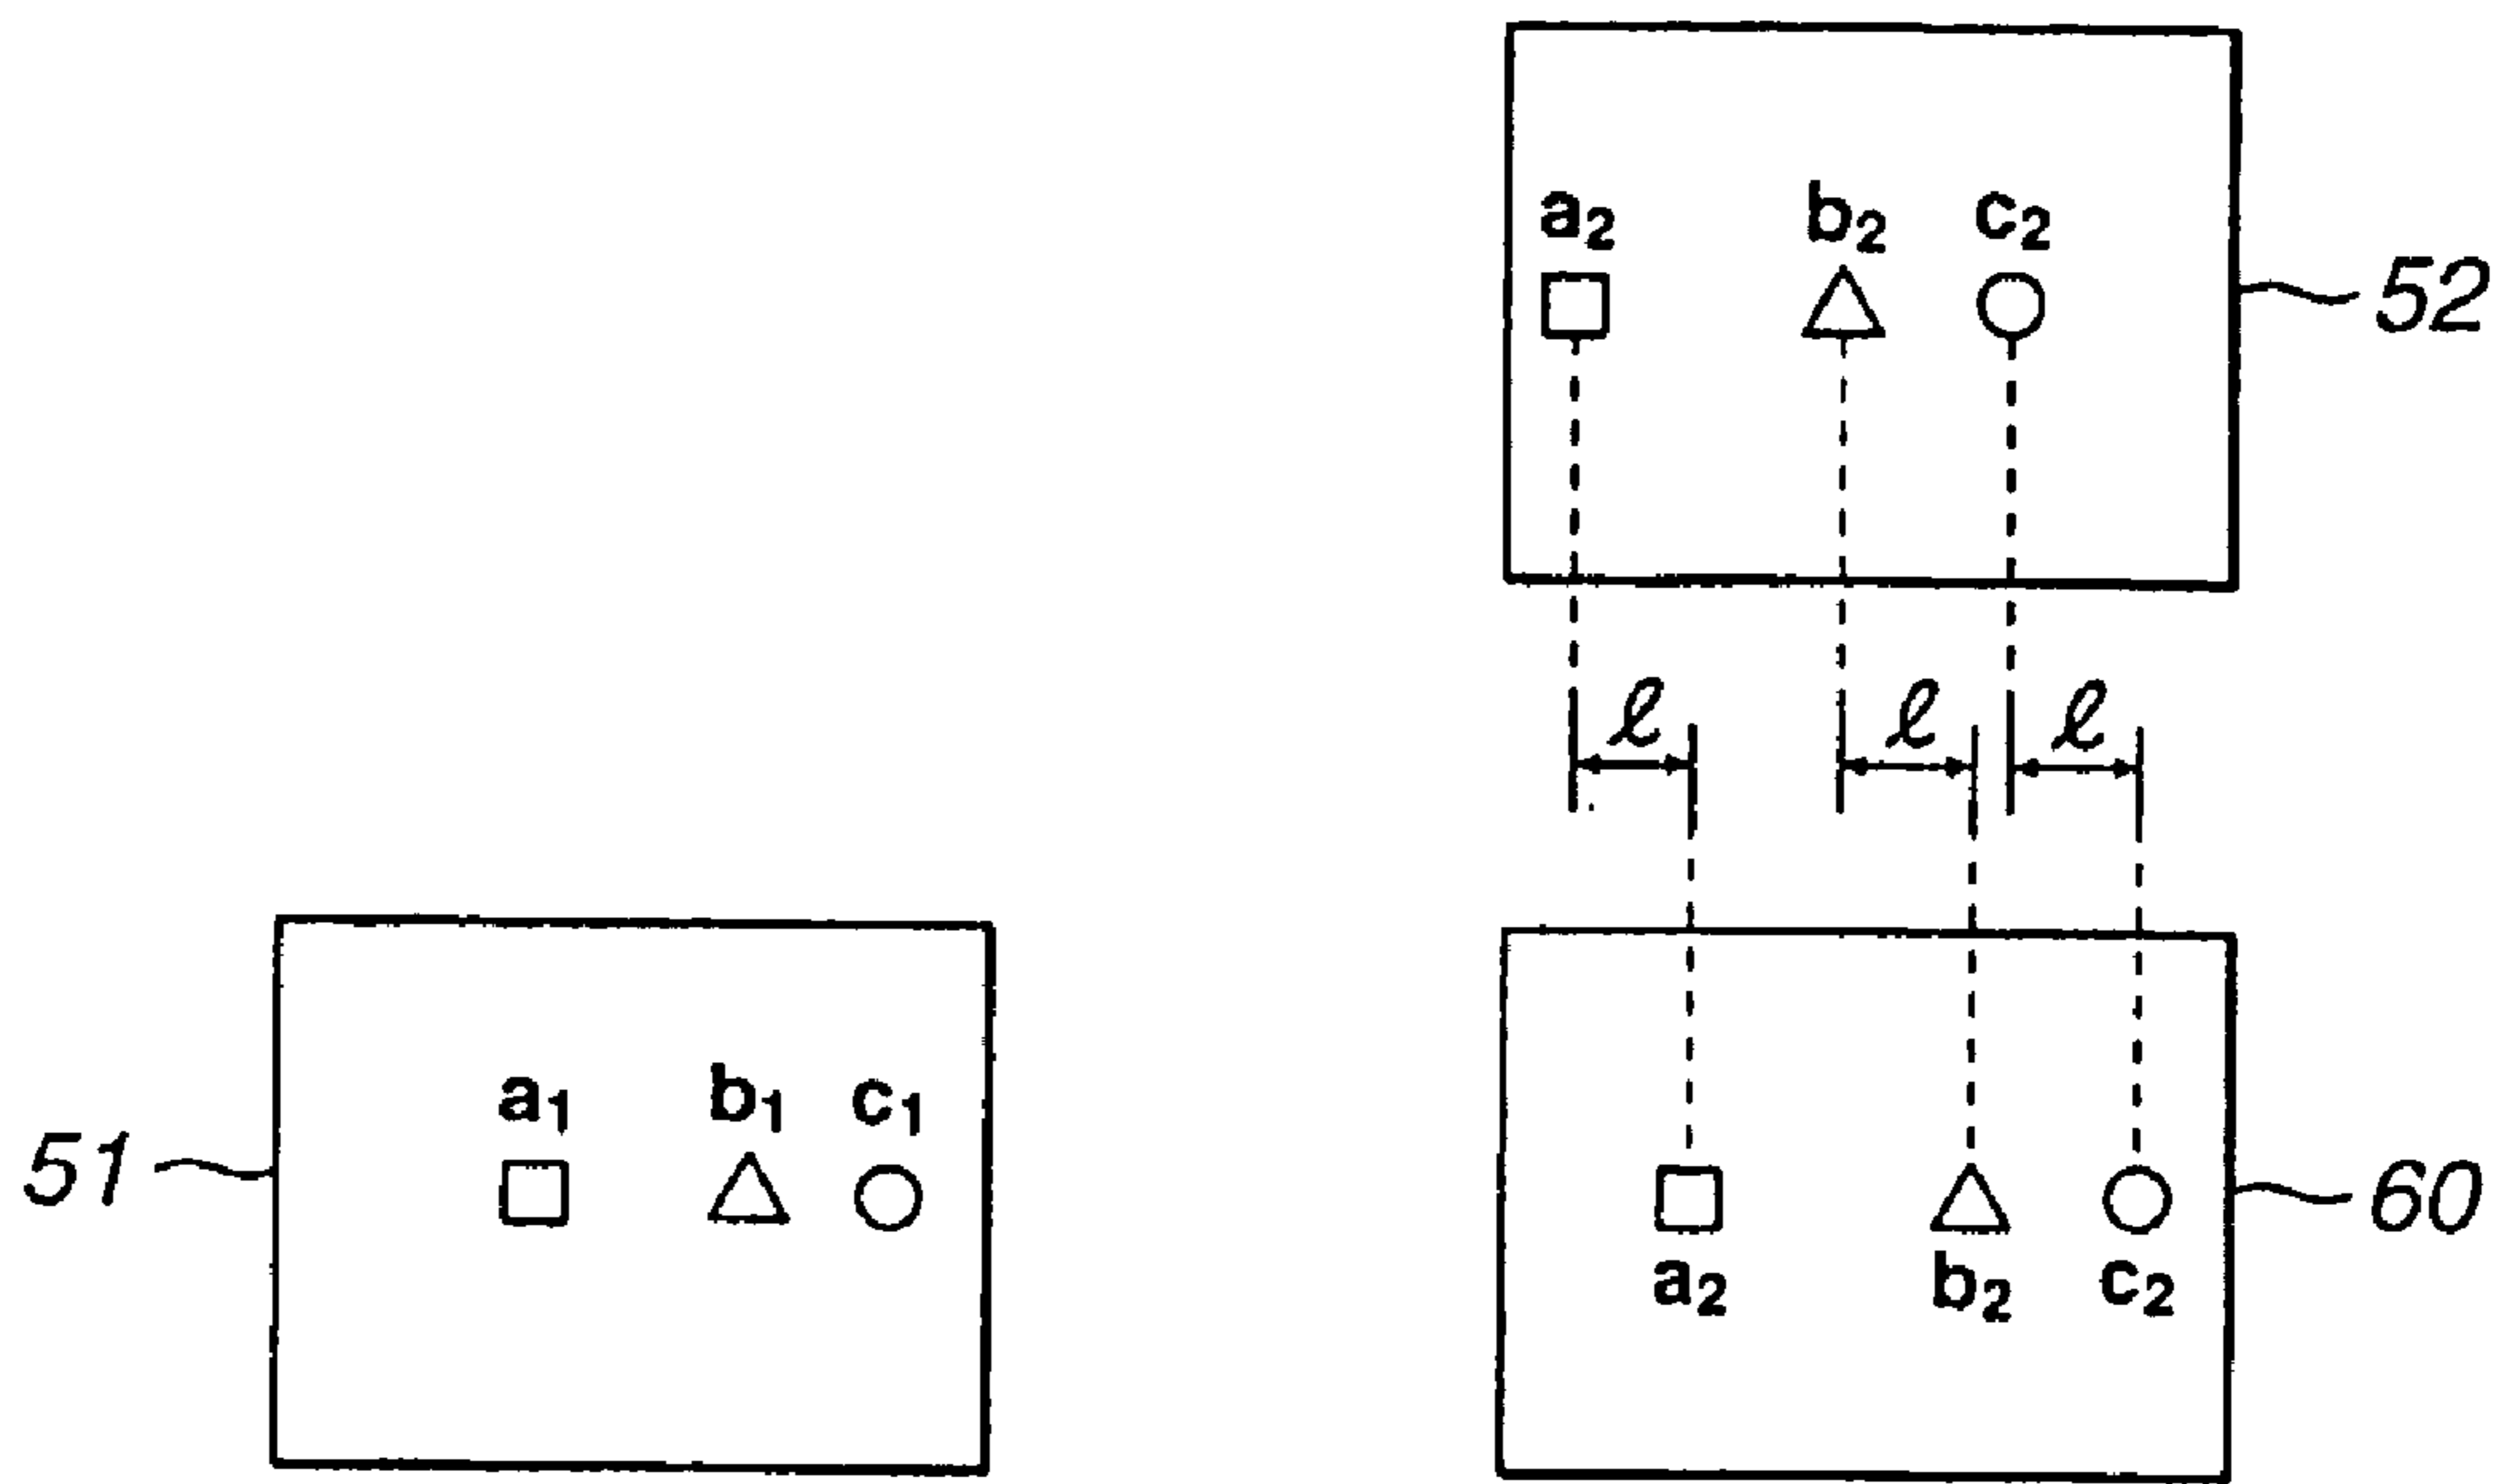 a₂ b₂ c₂
52
ℓ ℓ ℓ
a₁ b₁ c₁
51
60
a₂ b₂ c₂